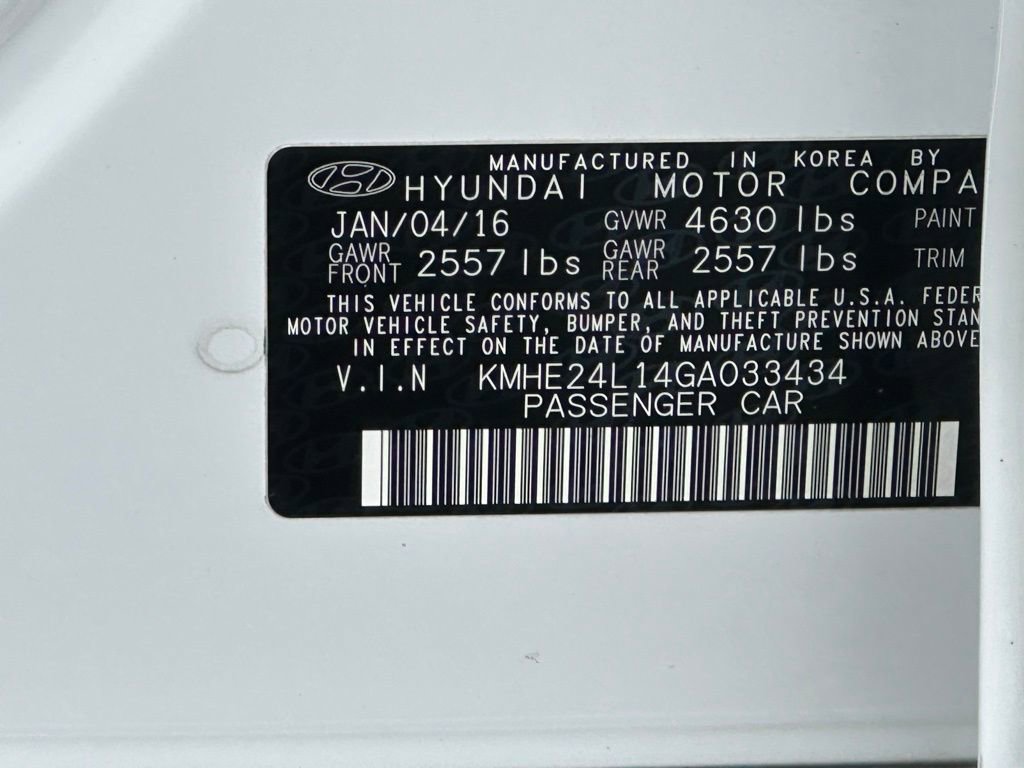 MANUFACTURED IN KOREA BY
HYUNDAI MOTOR COMPA
JAN/04/16 GVWR 4630 lbs PAINT
GAWR FRONT 2557 lbs GAWR REAR 2557 lbs TRIM
THIS VEHICLE CONFORMS TO ALL APPLICABLE U.S.A. FEDER
MOTOR VEHICLE SAFETY, BUMPER, AND THEFT PREVENTION STAN
IN EFFECT ON THE DATE OF MANUFACTURE SHOWN ABOVE
V.I.N KMHE24L14GA033434
PASSENGER CAR